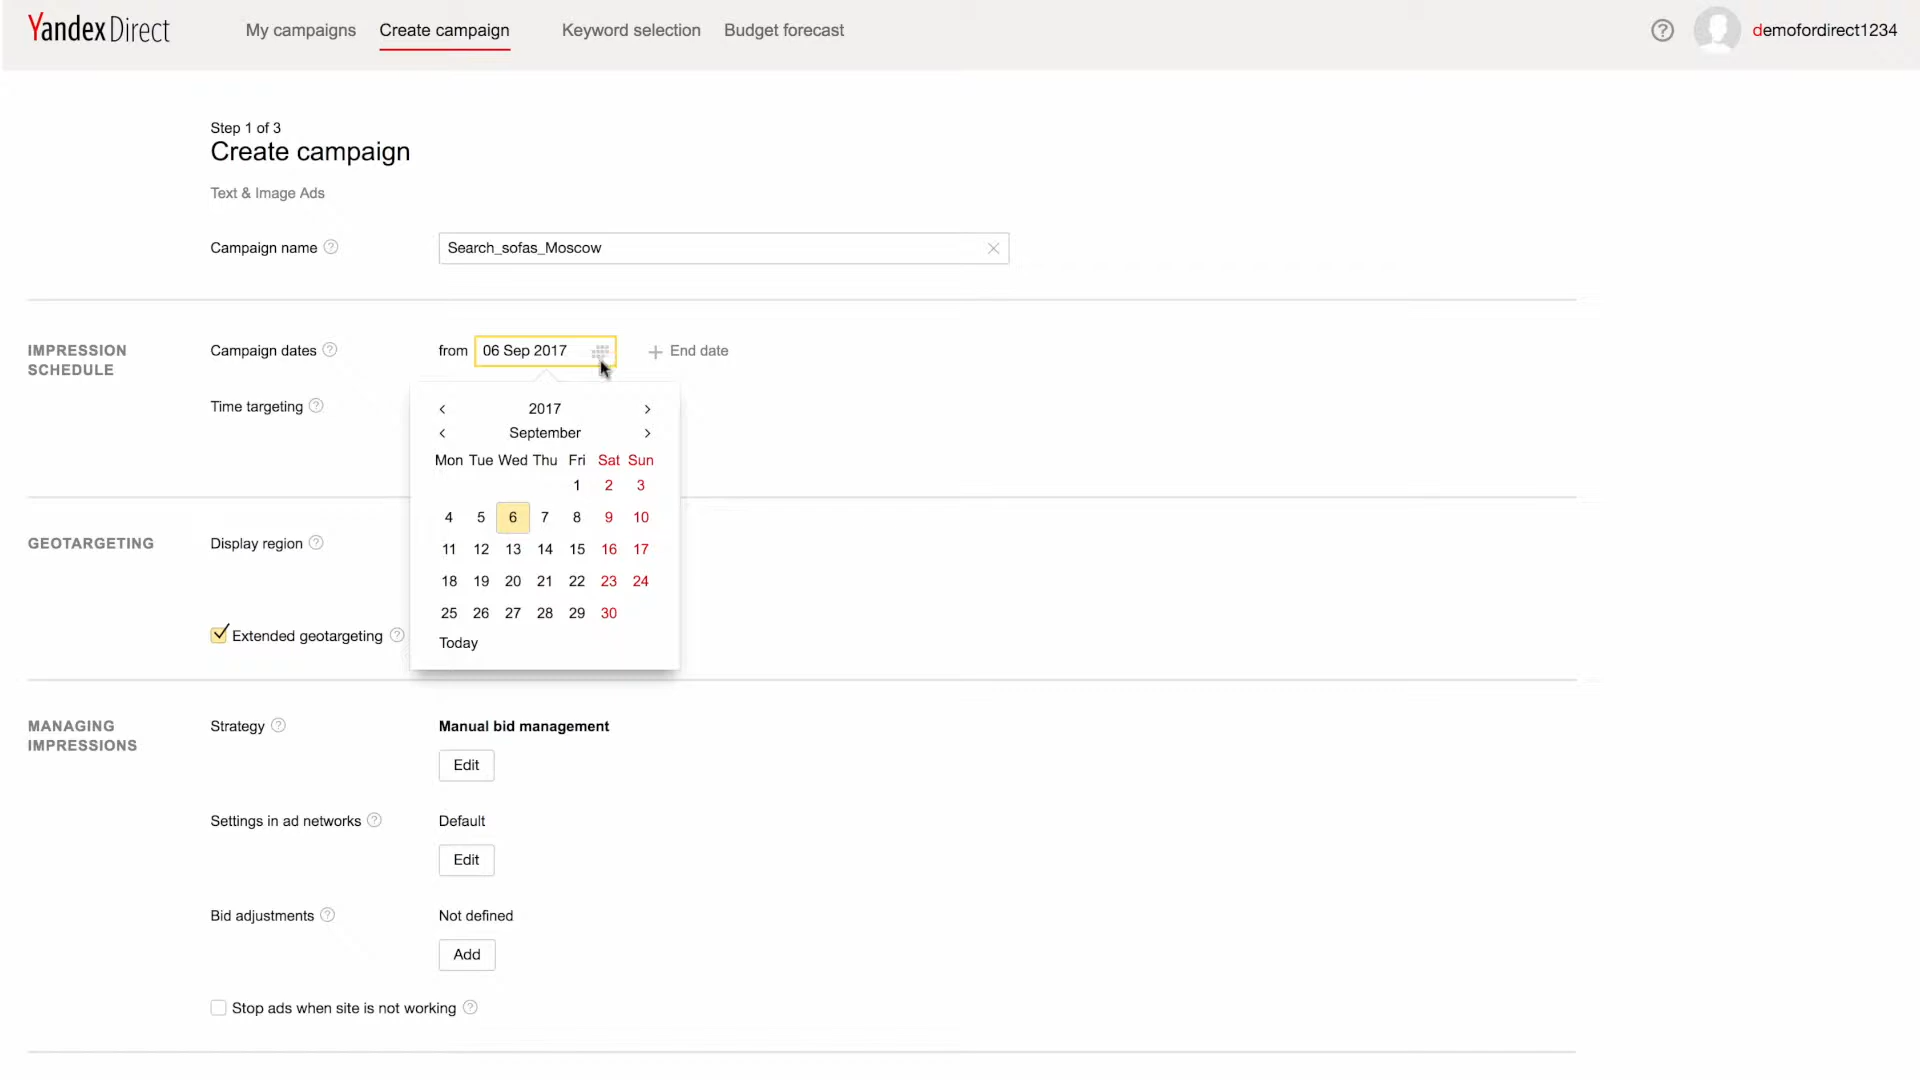 Yandex Direct
My campaigns
Create campaign
Keyword selection
Budget forecast
?
demofordirect1234
Step 1 of 3
Create campaign
Text & Image Ads
Campaign name ?
Search_sofas_Moscow
IMPRESSION
SCHEDULE
Campaign dates ?
from 06 Sep 2017
+ End date
Time targeting ?
< 2017 >
< September >
Mon Tue Wed Thu Fri Sat Sun
1 2 3
4 5 6 7 8 9 10
11 12 13 14 15 16 17
18 19 20 21 22 23 24
25 26 27 28 29 30
Today
GEOTARGETING
Display region ?
Extended geotargeting ?
MANAGING
IMPRESSIONS
Strategy ?
Manual bid management
Edit
Settings in ad networks ?
Default
Edit
Bid adjustments ?
Not defined
Add
Stop ads when site is not working ?